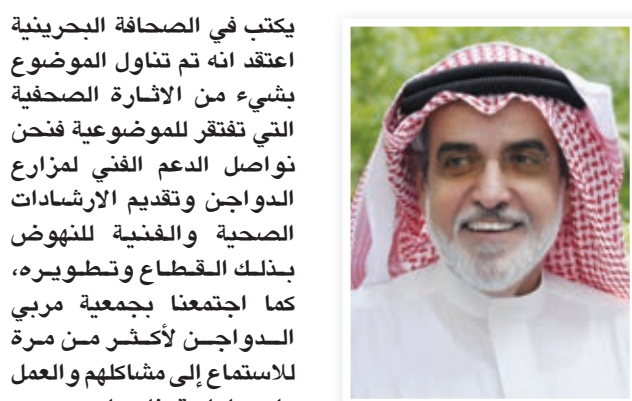 يكتب في الصحافة البحرينية
اعتقد انه تم تناول الموضوع
بشيء من الاثارة الصحفية
التي تفتقر للموضوعية فنحن
نواصل الدعم الفني لمزارع
الدواجن وتقديم الارشادات
الصحية والفنية للنهوض
بذلك القطاع وتطويره،
كما اجتمعنا بجمعية مربي
الدواجن لأكثر من مرة
للاستماع إلى مشاكلهم والعمل